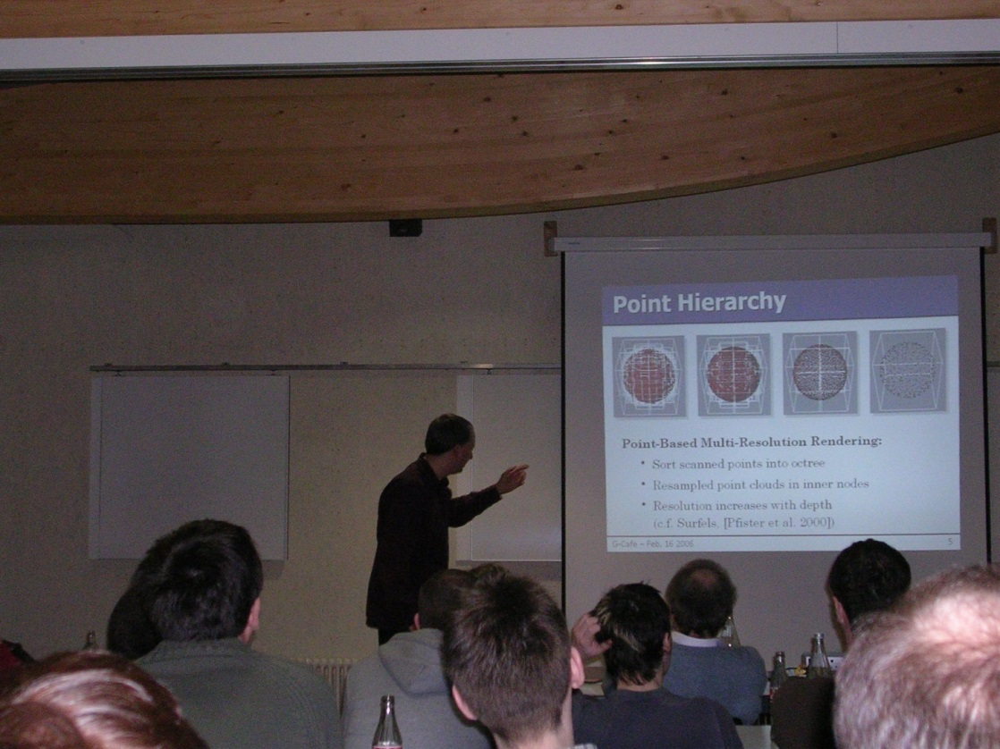 Point Hierarchy
Point-Based Multi-Resolution Rendering:
• Sort scanned points into octree
• Resampled point clouds in inner nodes
• Resolution increases with depth
(c.f. Surfels, [Pfister et al. 2000])
G-Cafe – Feb. 16 2006 5